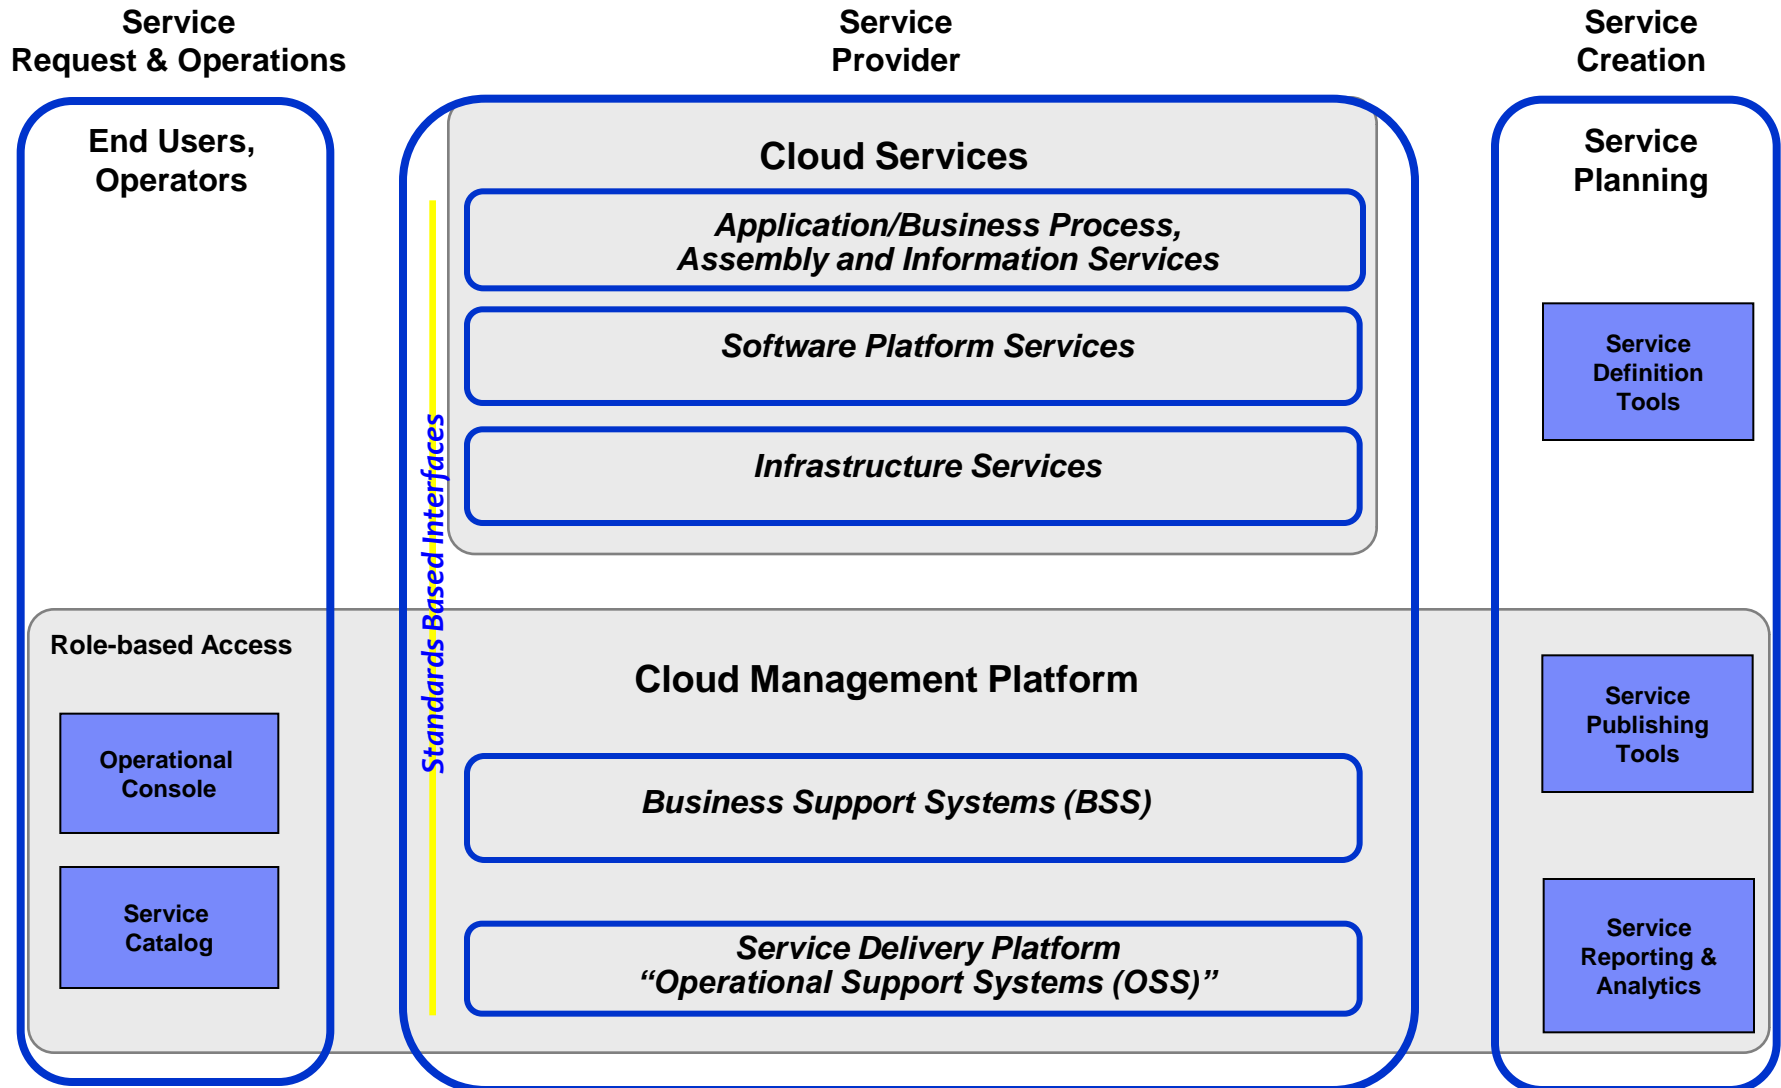 Service
Request & Operations
Service
Provider
Service
Creation
End Users,
Operators
Cloud Services
Application/Business Process,
Assembly and Information Services
Software Platform Services
Infrastructure Services
Standards Based Interfaces
Service
Planning
Service
Definition
Tools
Role-based Access
Operational
Console
Service
Catalog
Cloud Management Platform
Business Support Systems (BSS)
Service Delivery Platform
“Operational Support Systems (OSS)”
Service
Publishing
Tools
Service
Reporting &
Analytics